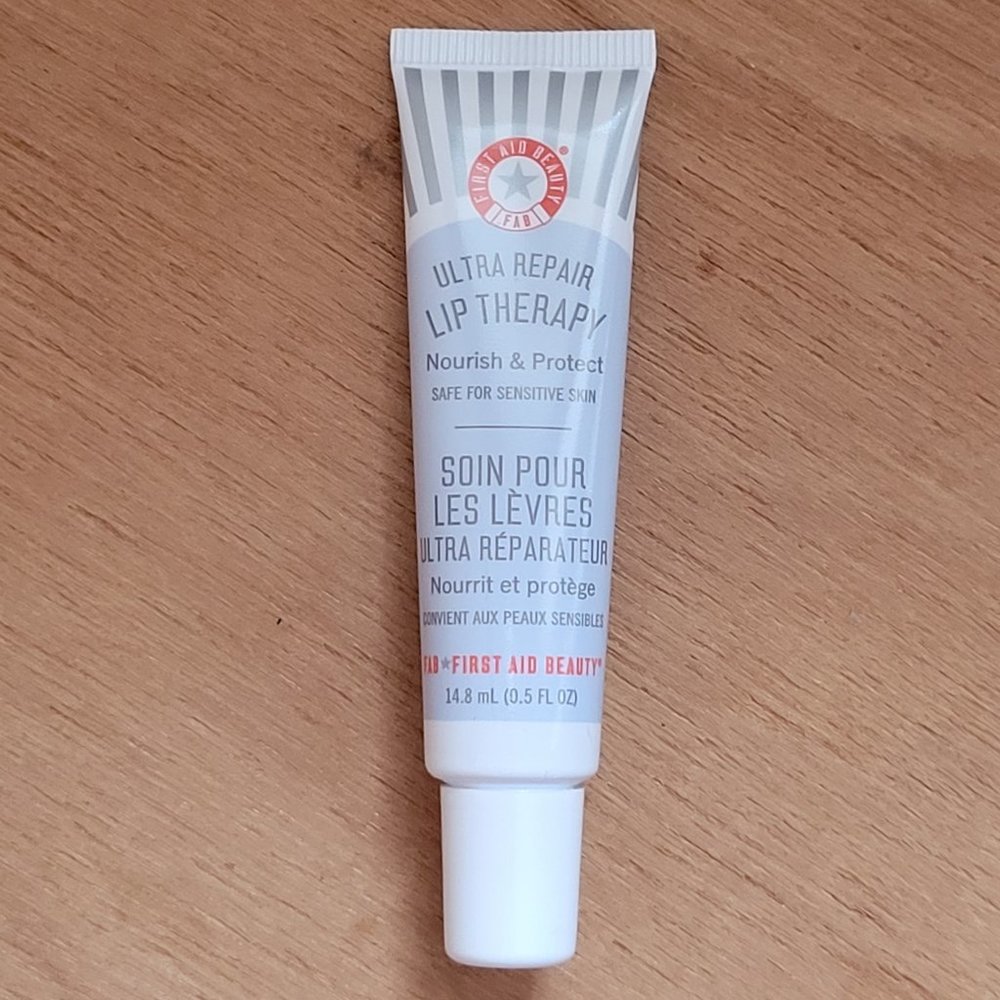 FIRST AID BEAUTY®
FAB
ULTRA REPAIR
LIP THERAPY
Nourish & Protect
SAFE FOR SENSITIVE SKIN
SOIN POUR
LES LÈVRES
ULTRA RÉPARATEUR
Nourrit et protège
CONVIENT AUX PEAUX SENSIBLES
FAB★FIRST AID BEAUTY®
14.8 mL (0.5 FL OZ)